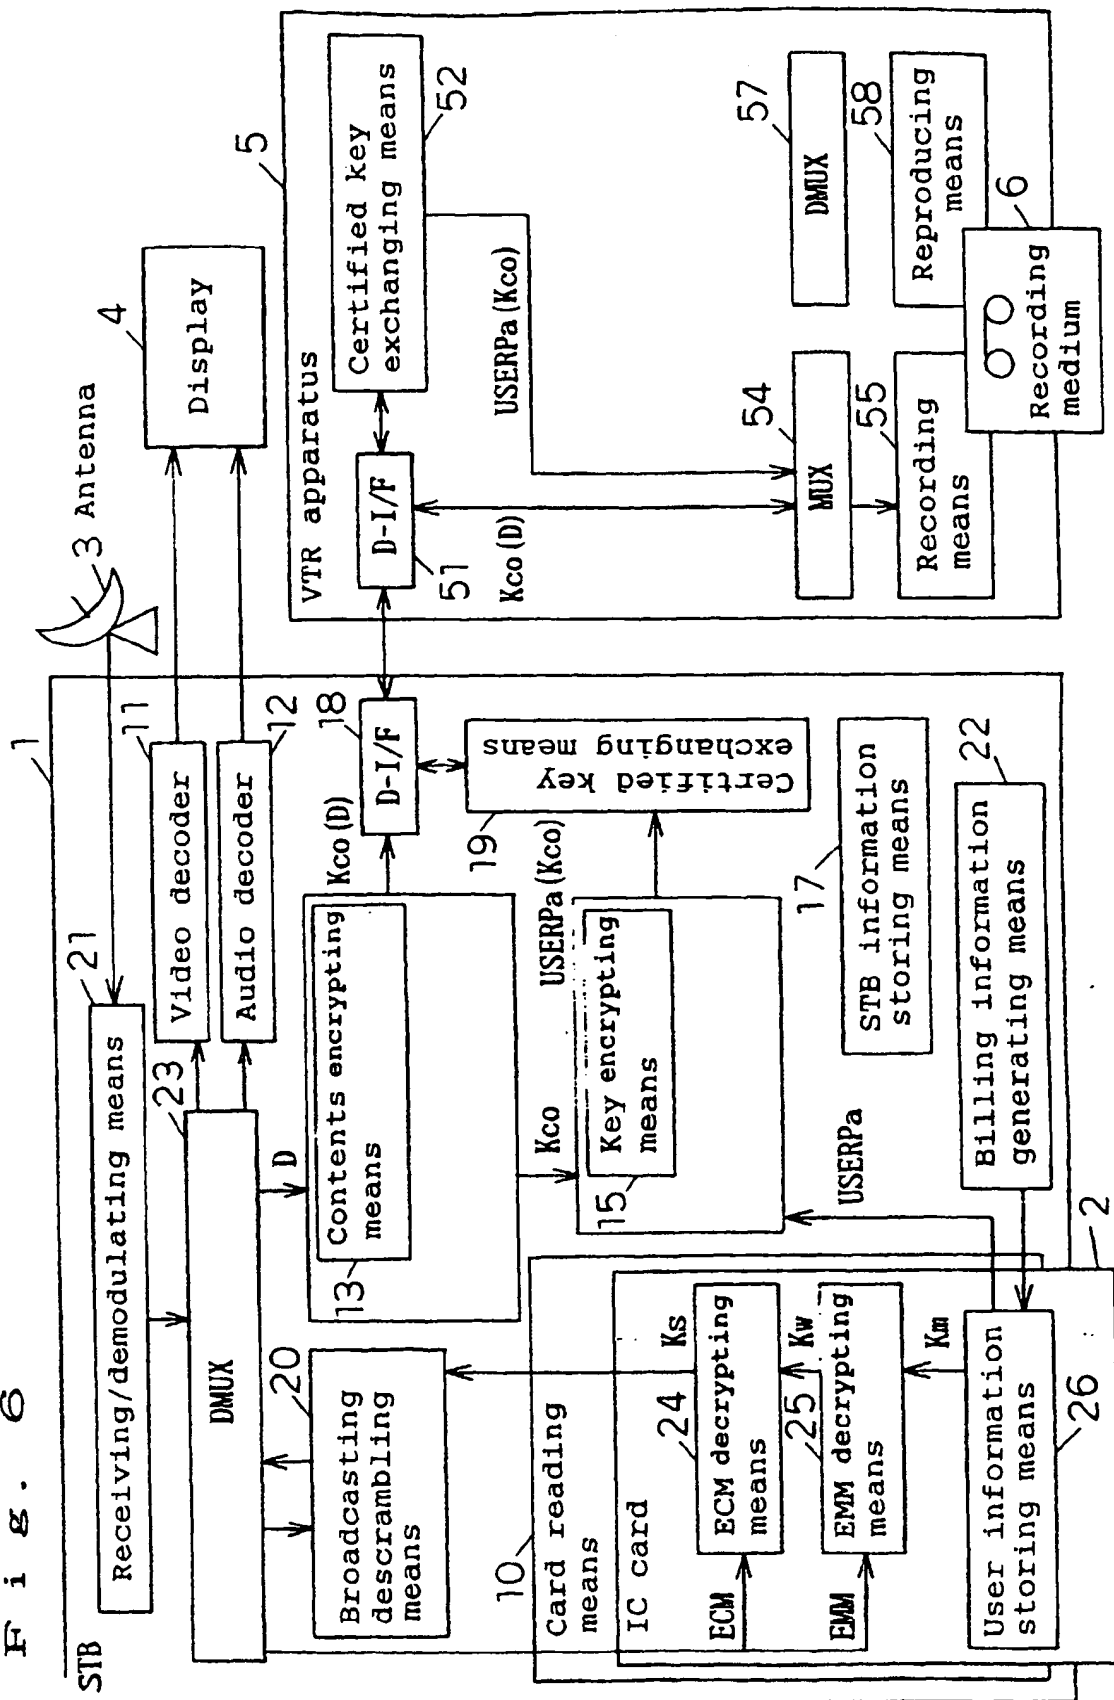 Fig. 6
STB
1
Receiving/demodulating means
21
3 Antenna
DMUX
23
Video decoder
11
Audio decoder
12
4
Display
Broadcasting
descrambling
means
20
D
Contents encrypting
means
13
Kco(D)
D-I/F
18
Certified key
exchanging means
19
USERPa(Kco)
Kco
Key encrypting
means
15
USERPa
STB information
storing means
17
Billing information
generating means
22
10
Card reading
means
IC card
2
ECM
ECM decrypting
means
24
Ks
EMM
EMM decrypting
means
25
Kw
Km
User information
storing means
26
5
VTR apparatus
D-I/F
51
Certified key
exchanging means
52
Kco(D)
USERPa(Kco)
MUX
54
DMUX
57
Recording
means
55
Reproducing
means
58
Recording
medium
6